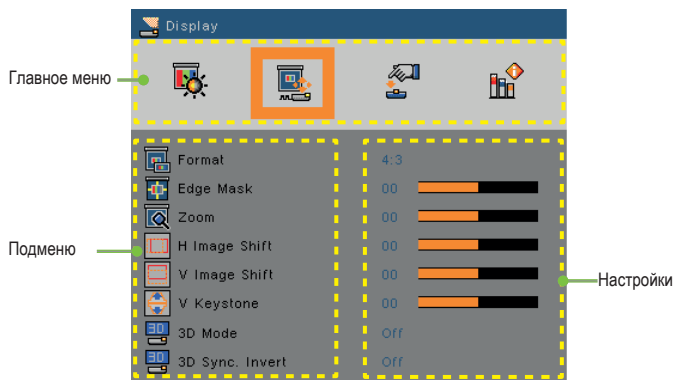 Display
Главное меню
Format 4:3
Edge Mask 00
Zoom 00
H Image Shift 00
Подменю
V Image Shift 00
Настройки
V Keystone 00
3D Mode Off
3D Sync. Invert Off